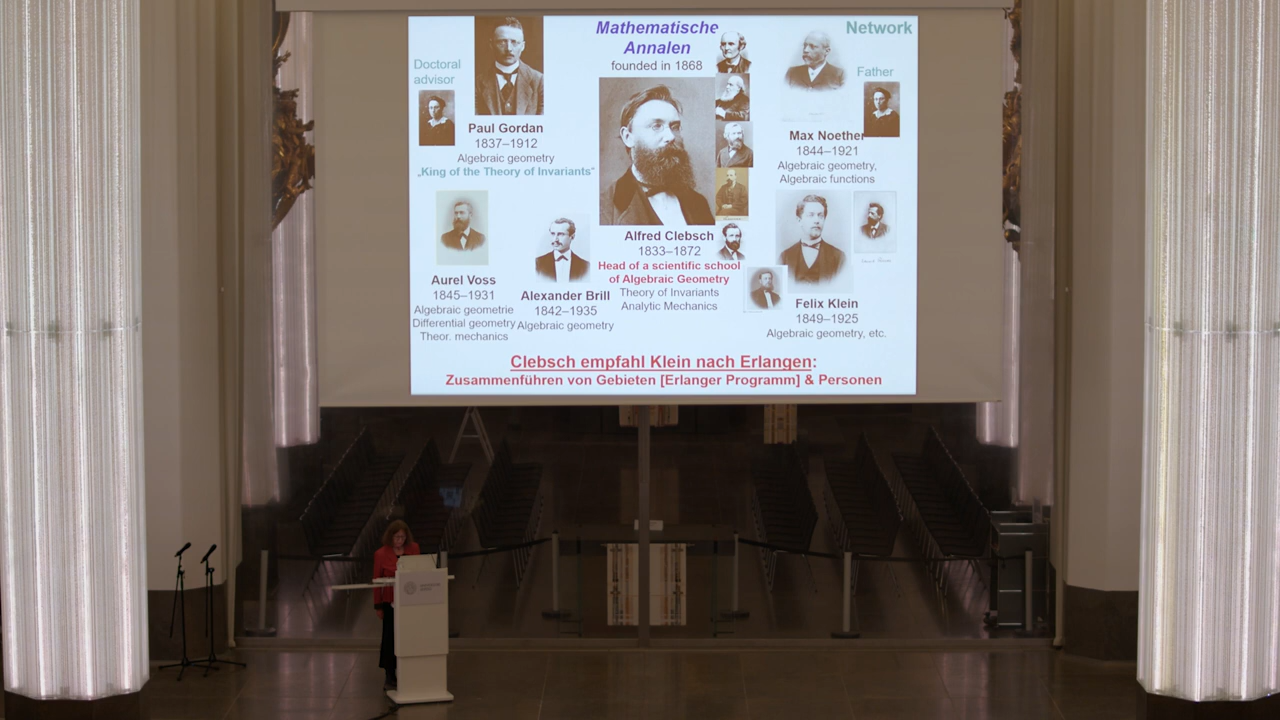 Mathematische
Annalen
founded in 1868
Network
Doctoral
advisor
Father
Paul Gordan
1837–1912
Algebraic geometry
„King of the Theory of Invariants“
Max Noether
1844–1921
Algebraic geometry,
Algebraic functions
Alfred Clebsch
1833–1872
Head of a scientific school
of Algebraic Geometry
Theory of Invariants
Analytic Mechanics
Aurel Voss
1845–1931
Algebraic geometrie
Differential geometry
Theor. mechanics
Alexander Brill
1842–1935
Algebraic geometry
Felix Klein
1849–1925
Algebraic geometry, etc.
Clebsch empfahl Klein nach Erlangen:
Zusammenführen von Gebieten [Erlanger Programm] & Personen